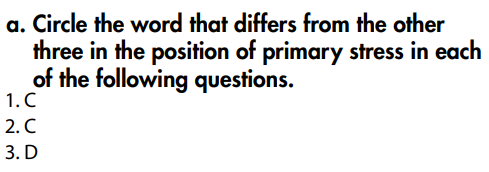 a. Circle the word that differs from the other
three in the position of primary stress in each
of the following questions.
1. C
2. C
3. D